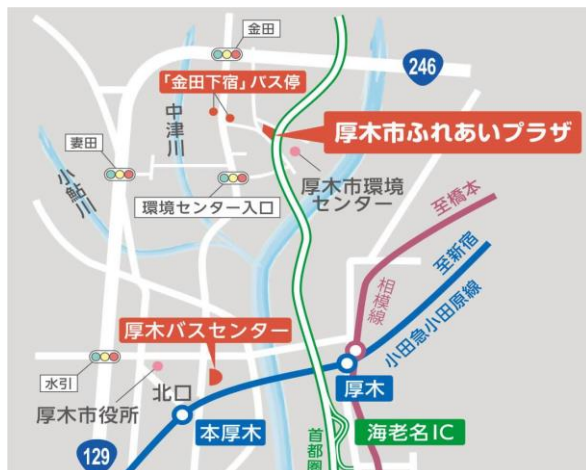 金田
246
「金田下宿」バス停
中津川
厚木市ふれあいプラザ
妻田
小鮎川
環境センター入口
厚木市環境
センター
至橋本
至新宿
相模線
小田急小田原線
厚木バスセンター
水引
厚木市役所
北口
本厚木
厚木
海老名IC
首都圏
129